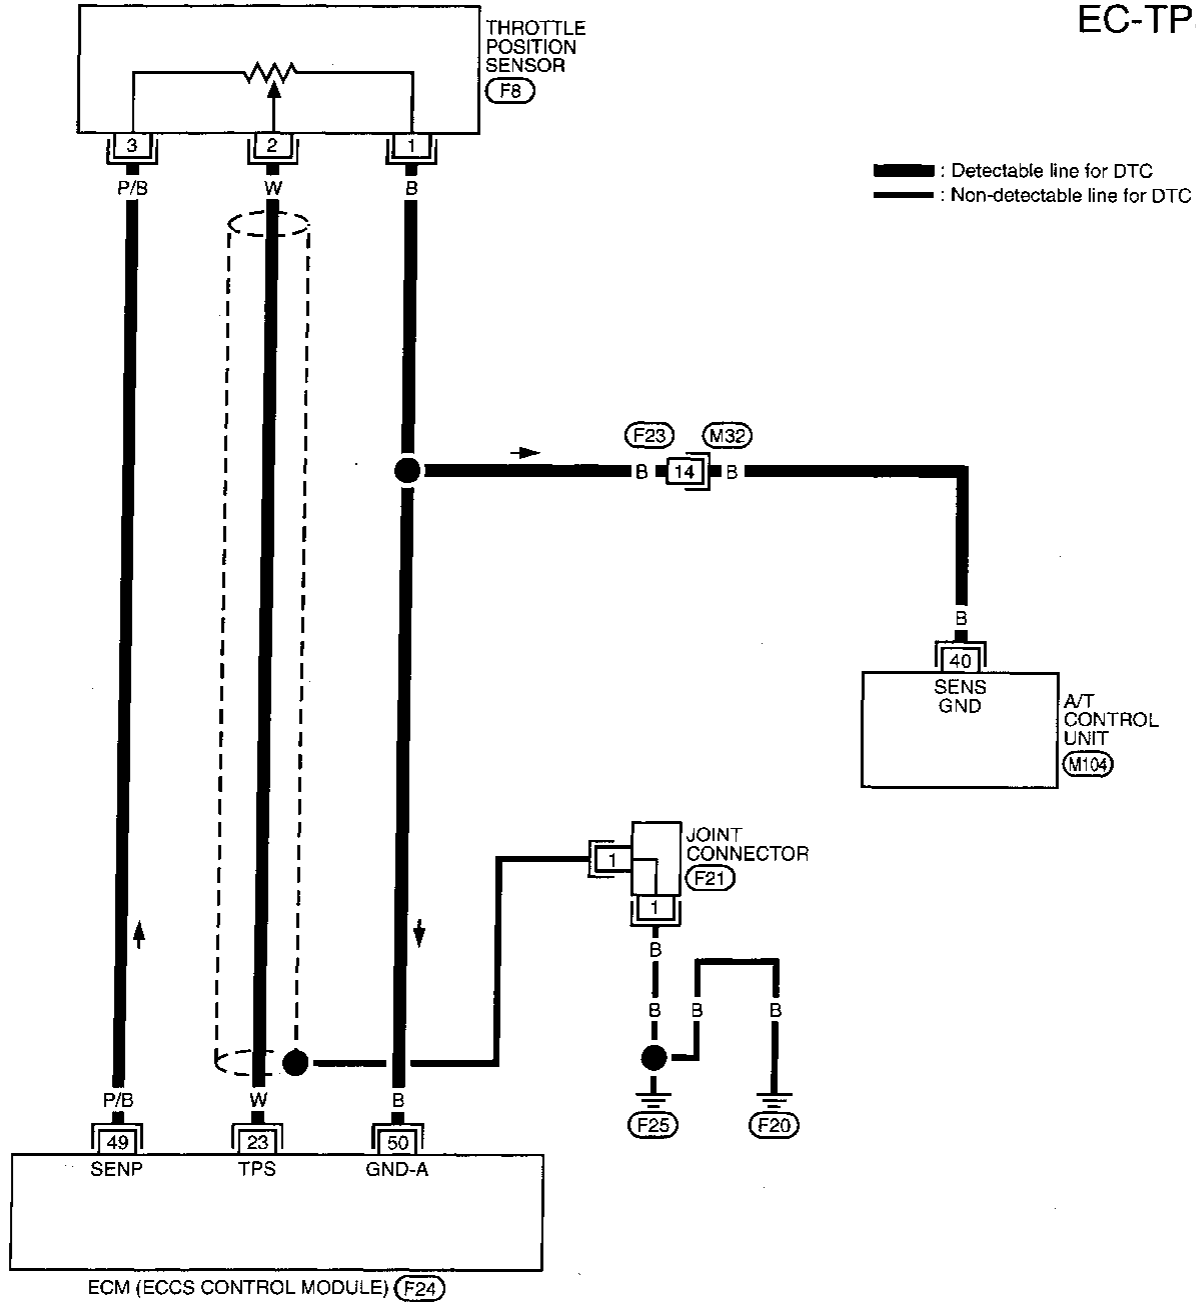 EC-TP
THROTTLE
POSITION
SENSOR
F8
3
2
1
P/B
W
B
: Detectable line for DTC
: Non-detectable line for DTC
F23
M32
B
14
B
B
40
SENS
GND
A/T
CONTROL
UNIT
M104
JOINT
CONNECTOR
F21
1
1
B
B
B
B
F25
F20
P/B
W
B
49
23
50
SENP
TPS
GND-A
ECM (ECCS CONTROL MODULE)
F24